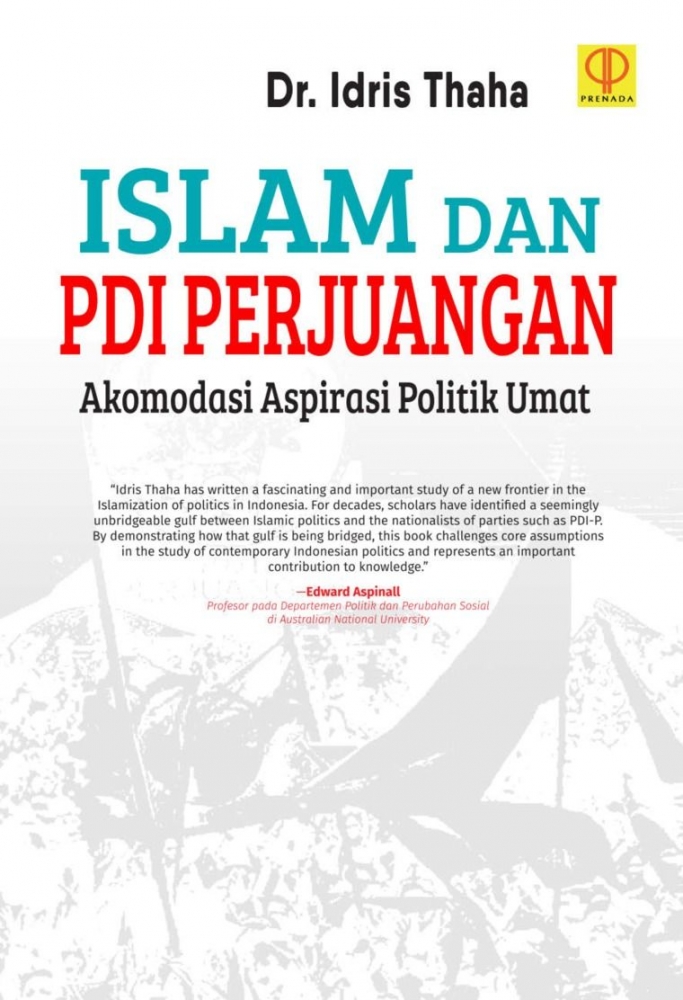 Dr. Idris Thaha
PRENADA
ISLAM DAN
PDI PERJUANGAN
Akomodasi Aspirasi Politik Umat
“Idris Thaha has written a fascinating and important study of a new frontier in the
Islamization of politics in Indonesia. For decades, scholars have identified a seemingly
unbridgeable gulf between Islamic politics and the nationalists of parties such as PDI-P.
By demonstrating how that gulf is being bridged, this book challenges core assumptions
in the study of contemporary Indonesian politics and represents an important
contribution to knowledge.”
—Edward Aspinall
Profesor pada Departemen Politik dan Perubahan Sosial
di Australian National University